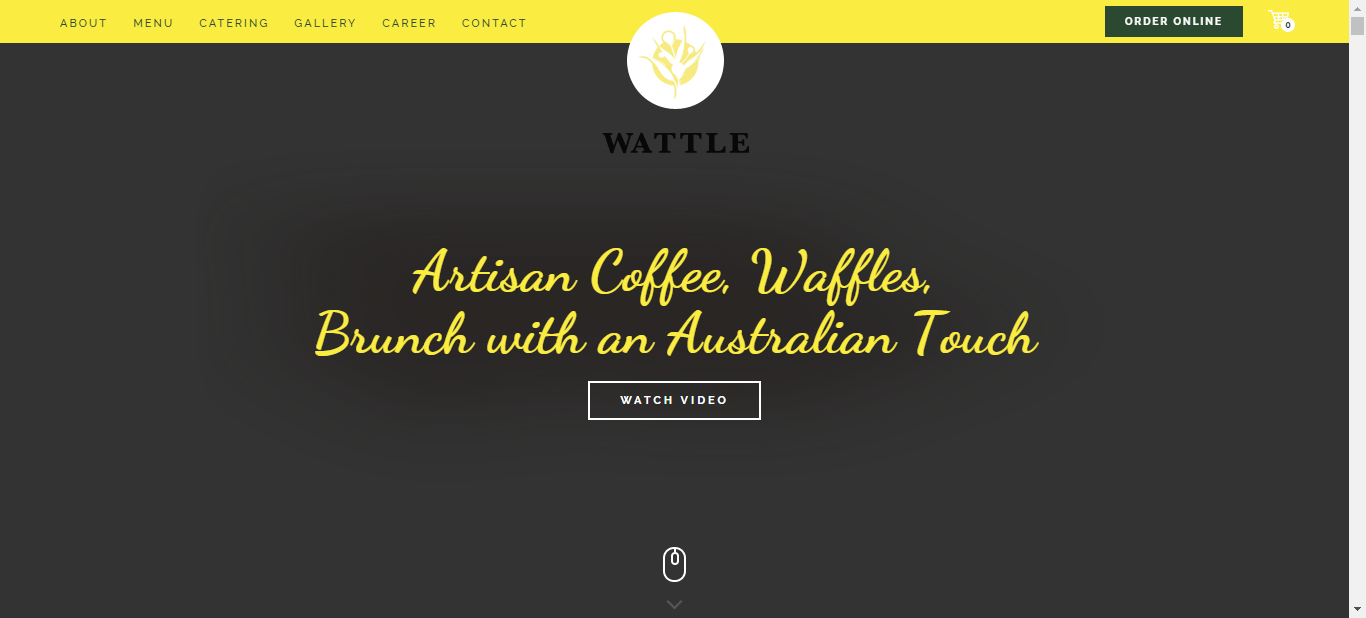 ABOUT MENU CATERING GALLERY CAREER CONTACT ORDER ONLINE 0
WATTLE
Artisan Coffee, Waffles,
Brunch with an Australian Touch
WATCH VIDEO